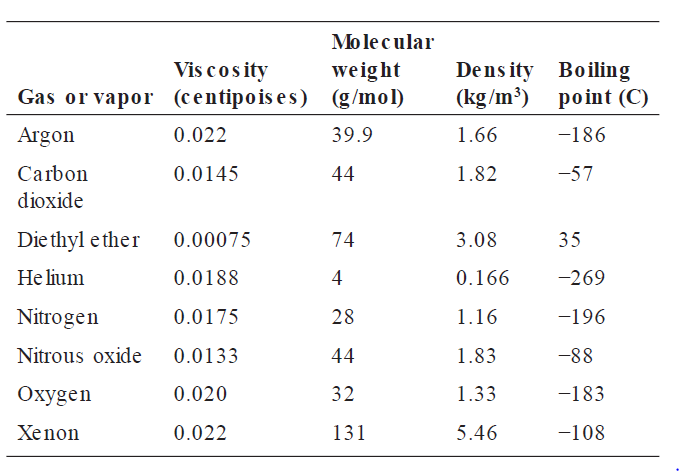 Gas or vapor Viscosity (centipoises) Molecular weight (g/mol) Density (kg/m³) Boiling point (C)
Argon 0.022 39.9 1.66 −186
Carbon dioxide 0.0145 44 1.82 −57
Diethyl ether 0.00075 74 3.08 35
Helium 0.0188 4 0.166 −269
Nitrogen 0.0175 28 1.16 −196
Nitrous oxide 0.0133 44 1.83 −88
Oxygen 0.020 32 1.33 −183
Xenon 0.022 131 5.46 −108
.